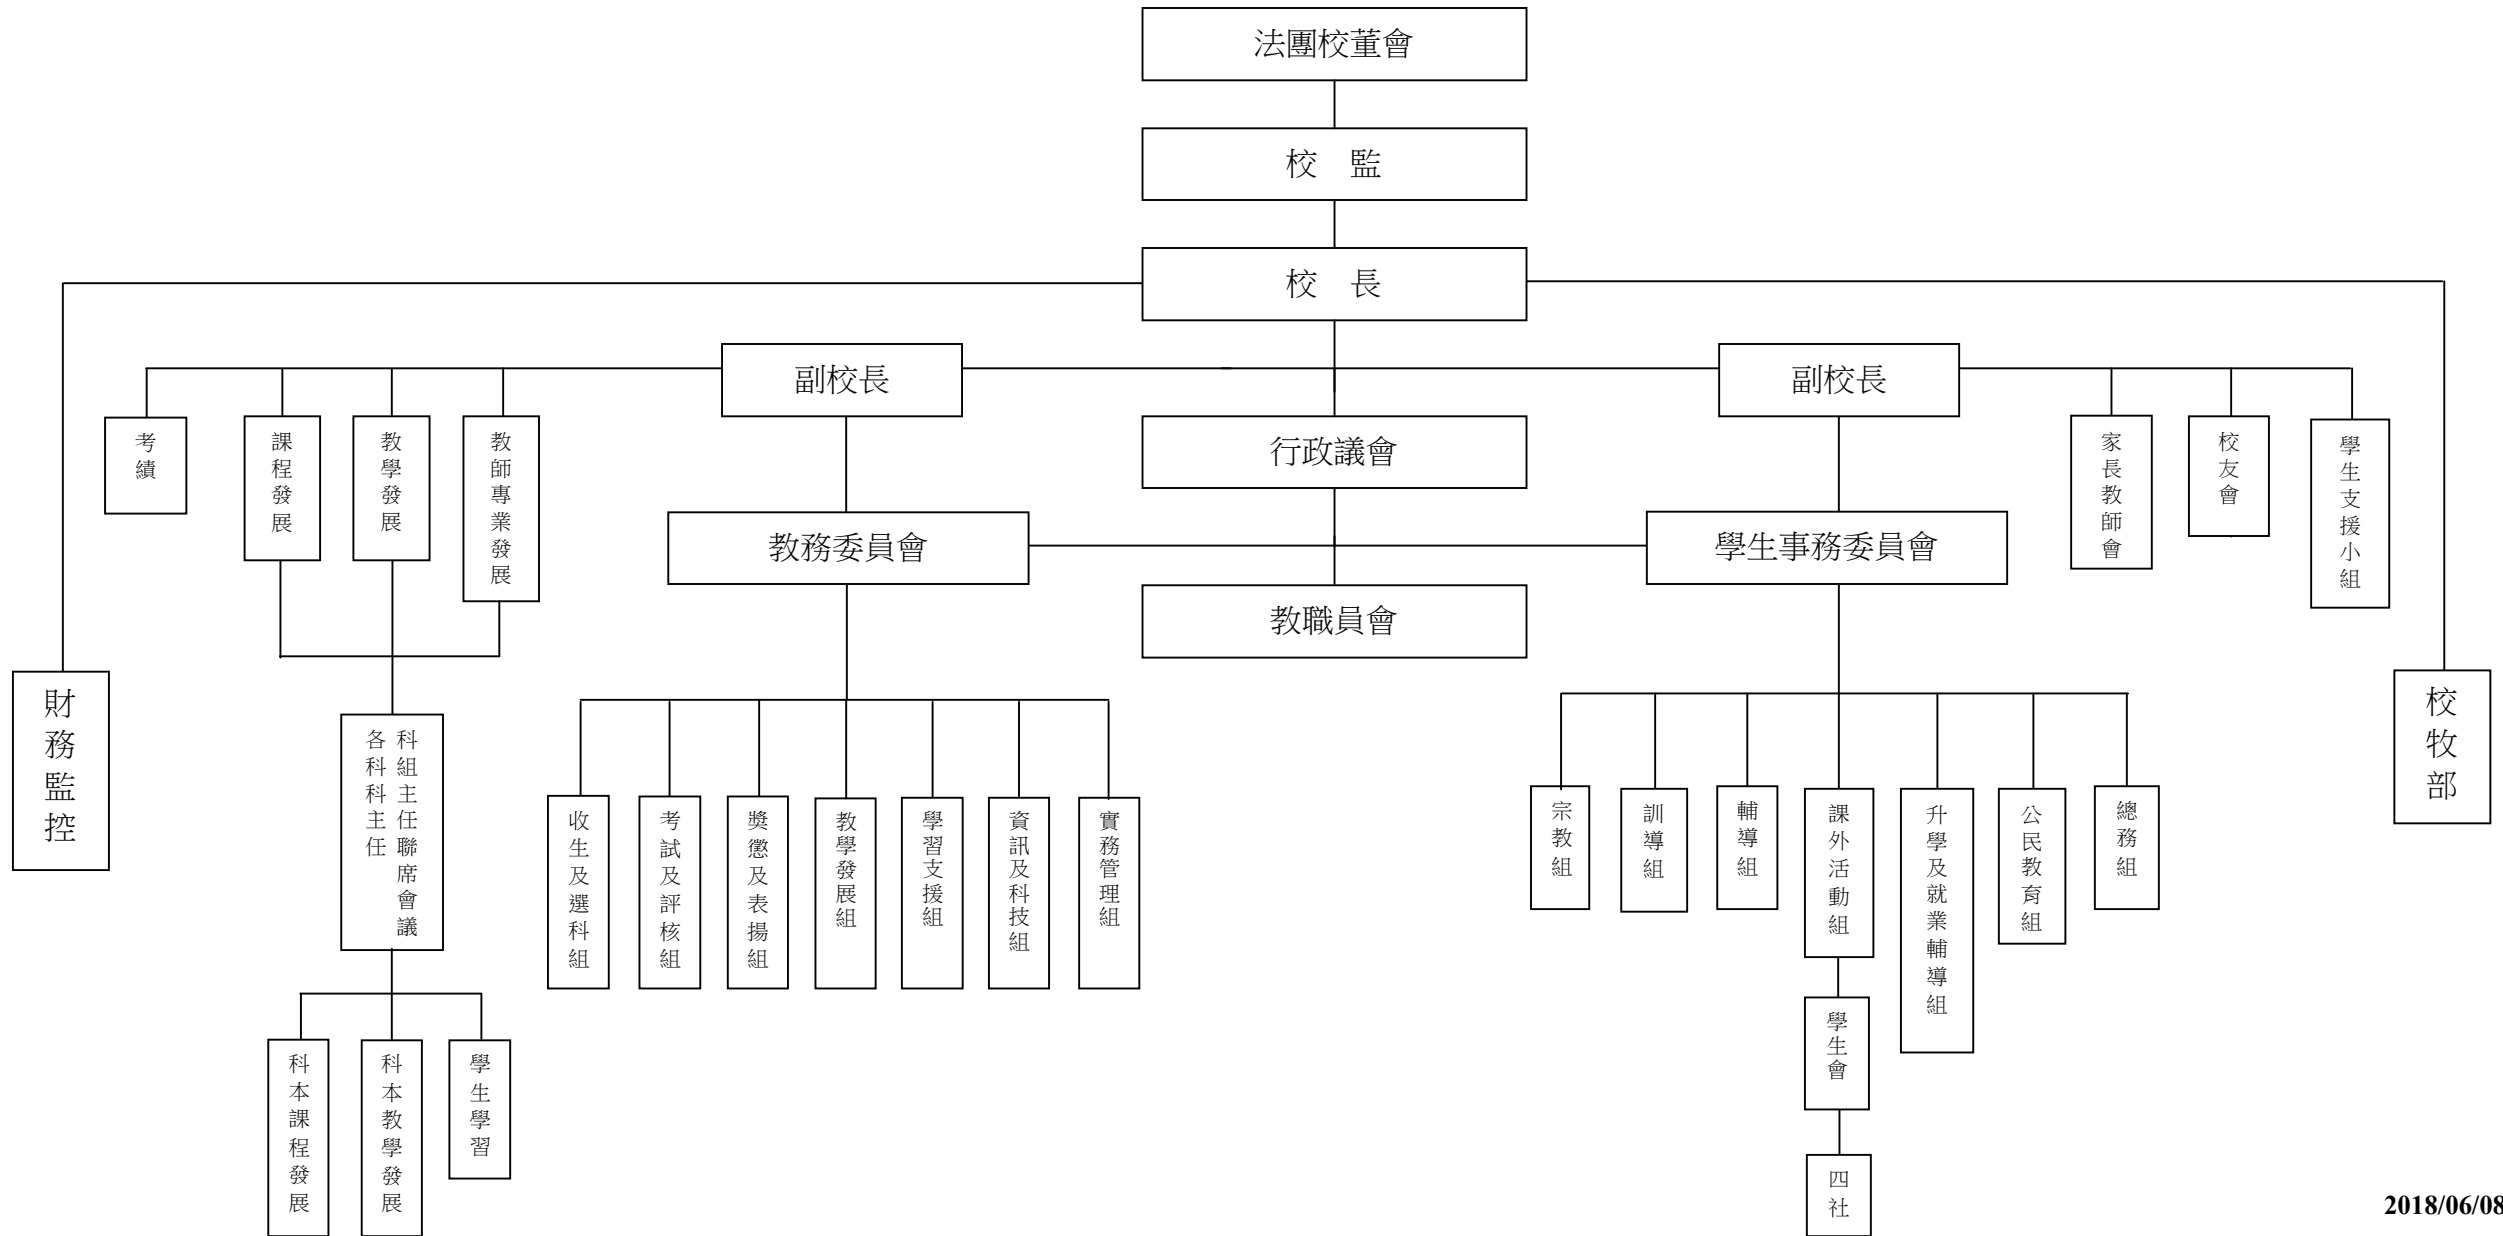 法團校董會
校 監
校 長
副校長
副校長
考績
課程發展
教學發展
教師專業發展
行政議會
家長教師會
校友會
學生支援小組
教務委員會
學生事務委員會
教職員會
財務監控
校牧部
科組主任聯席會議
各科科主任
收生及選科組
考試及評核組
獎懲及表揚組
教學發展組
學習支援組
資訊及科技組
實務管理組
宗教組
訓導組
輔導組
課外活動組
升學及就業輔導組
公民教育組
總務組
學生會
科本課程發展
科本教學發展
學生學習
四社
2018/06/08